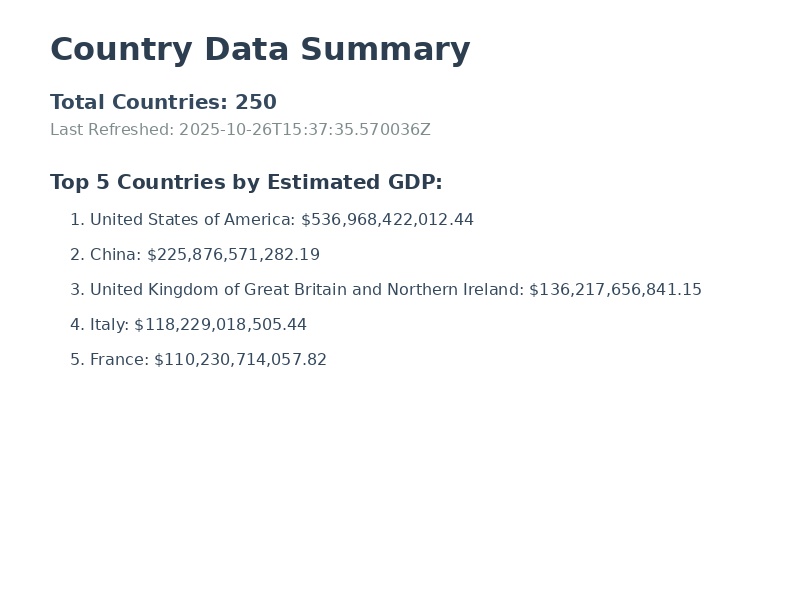 Country Data Summary
Total Countries: 250
Last Refreshed: 2025-10-26T15:37:35.570036Z
Top 5 Countries by Estimated GDP:
1. United States of America: $536,968,422,012.44
2. China: $225,876,571,282.19
3. United Kingdom of Great Britain and Northern Ireland: $136,217,656,841.15
4. Italy: $118,229,018,505.44
5. France: $110,230,714,057.82